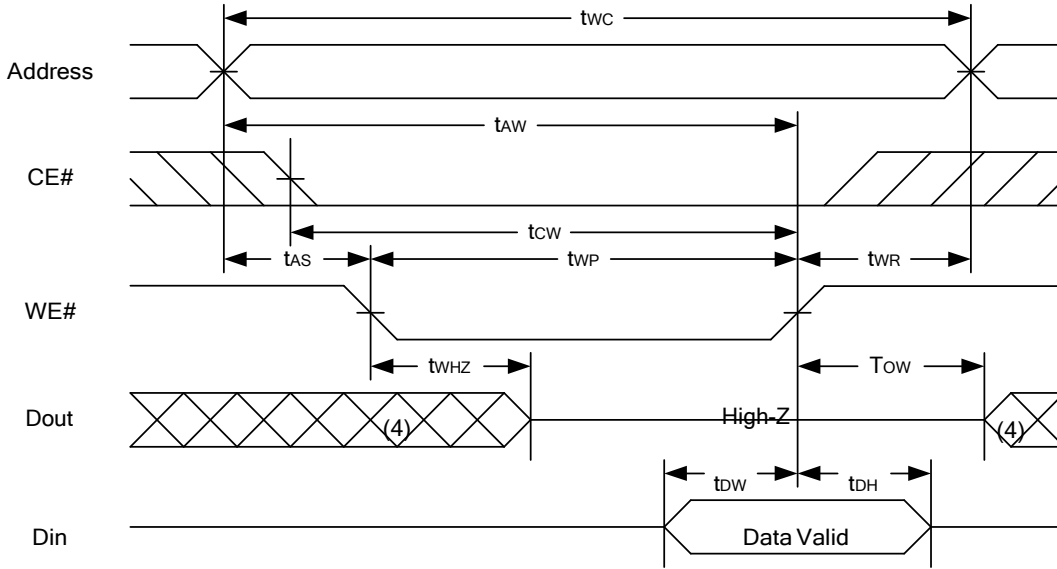 tWC
Address
tAW
CE#
tCW
tAS
tWP
tWR
WE#
tWHZ
TOW
Dout
(4)
High-Z
(4)
tDW
tDH
Din
Data Valid